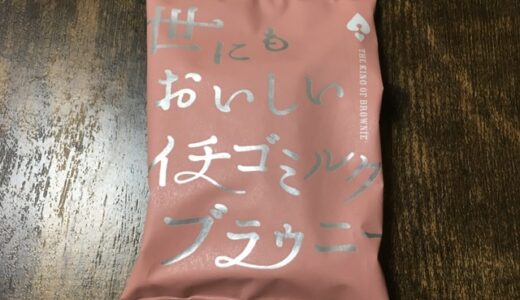 世にも
おいしい
イチゴミルク
ブラウニー
THE KING OF BROWNIE